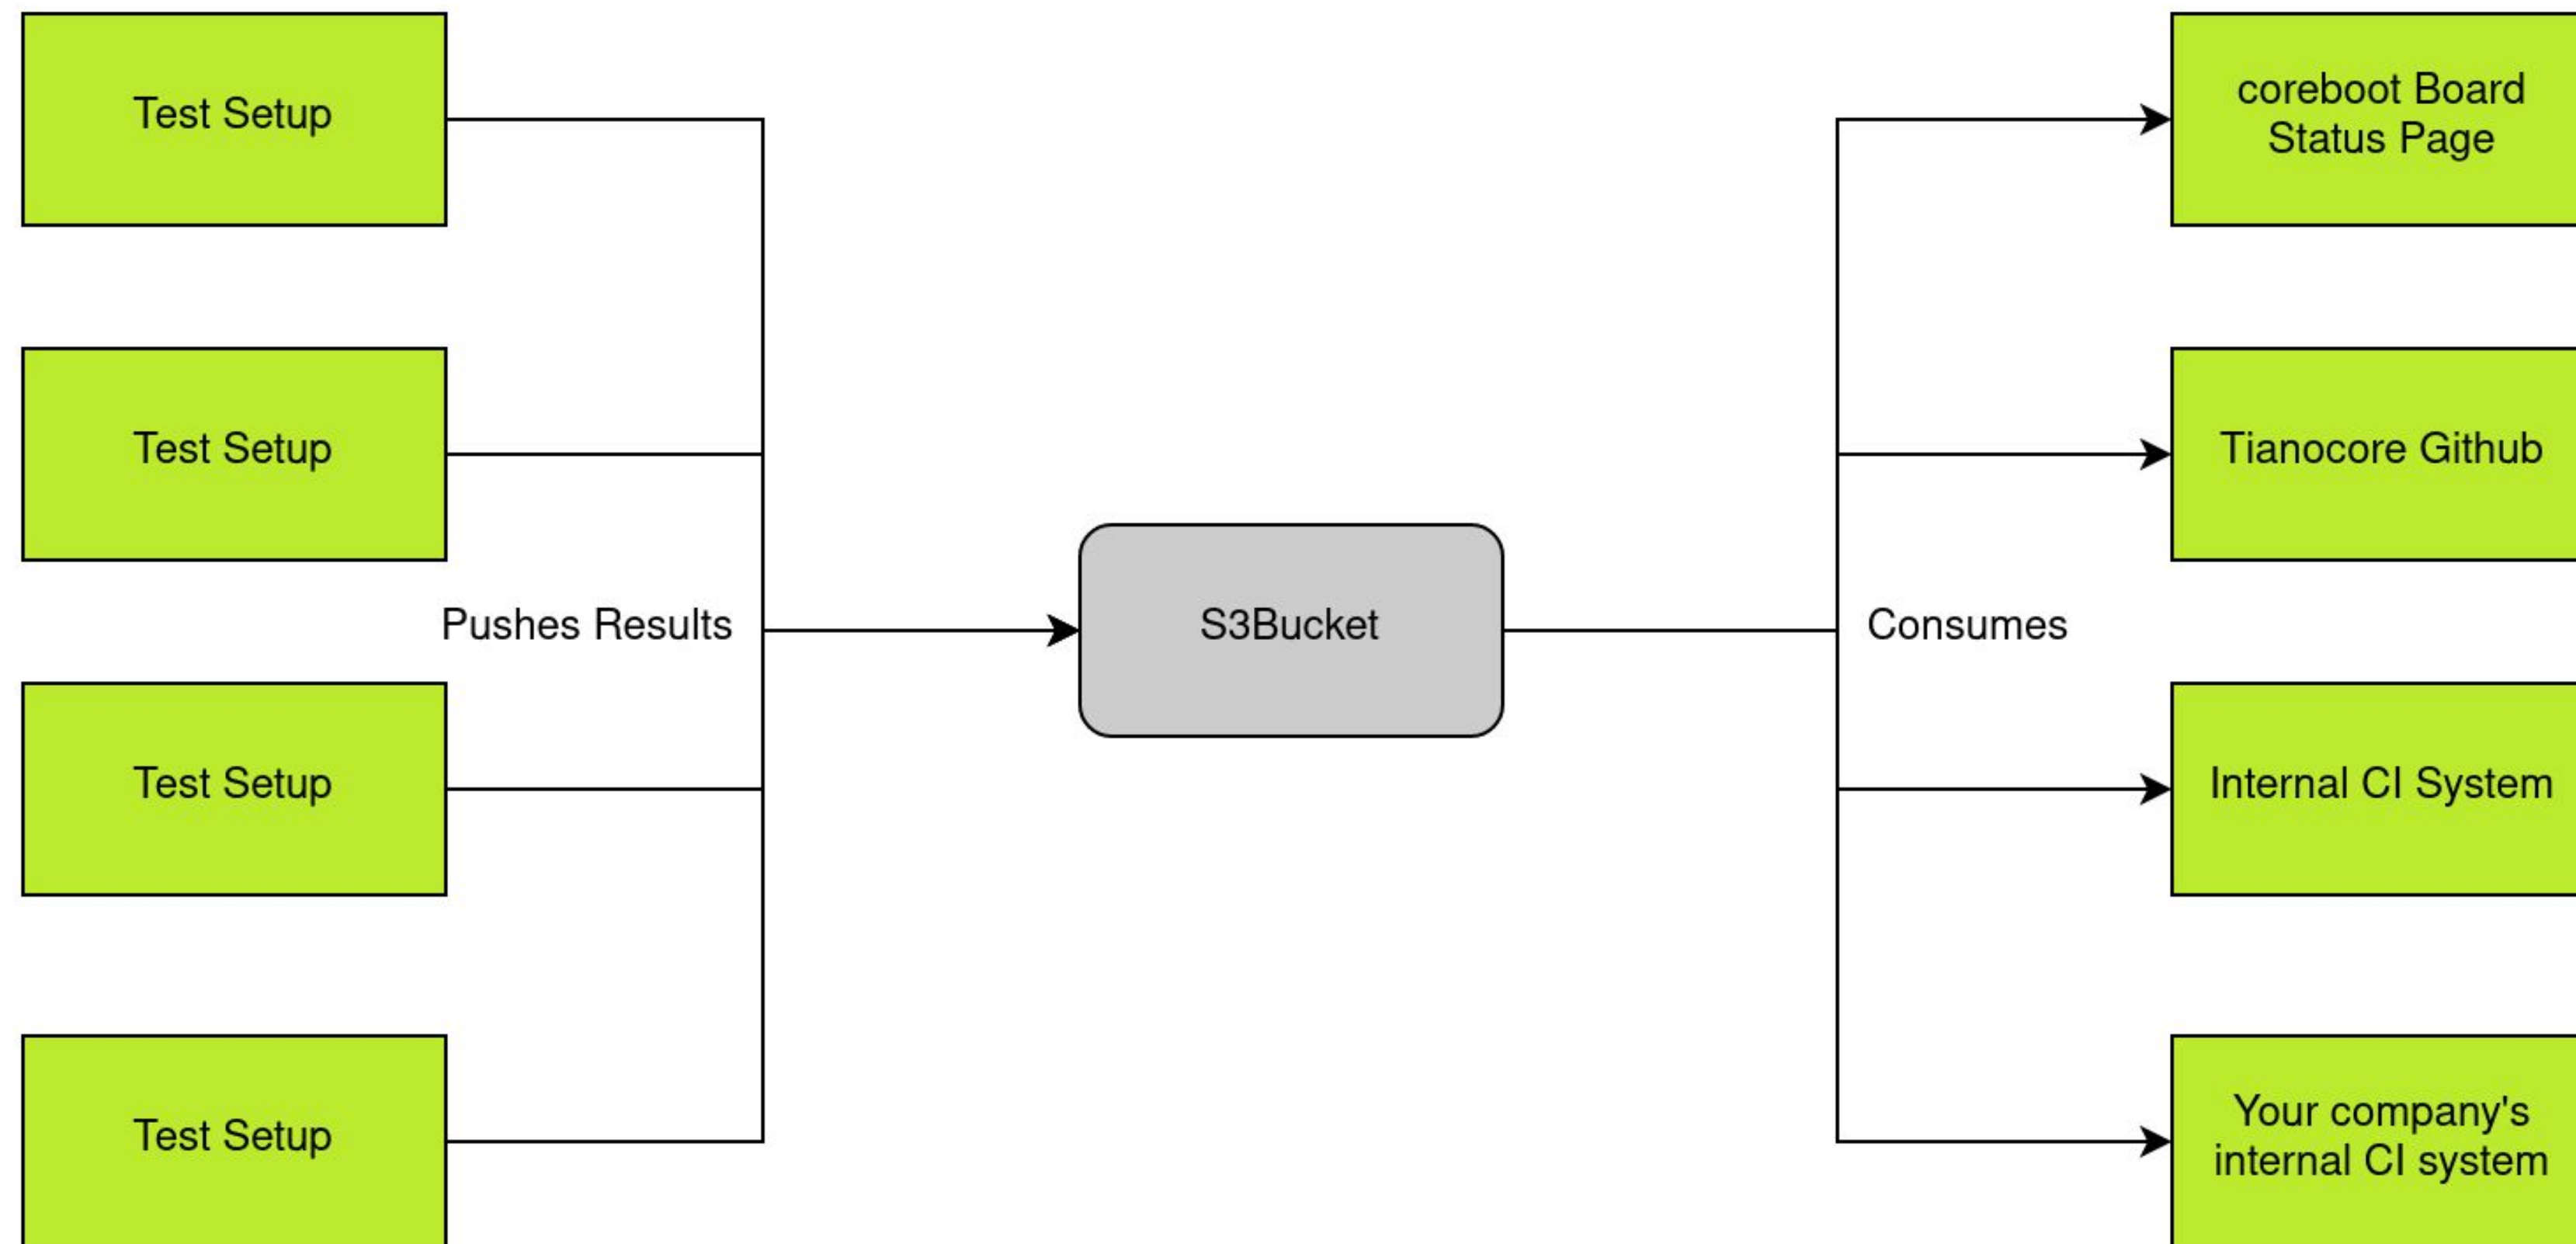 Test Setup
Test Setup
Pushes Results
Test Setup
Test Setup
S3Bucket
coreboot Board
Status Page
Tianocore Github
Consumes
Internal CI System
Your company's
internal CI system